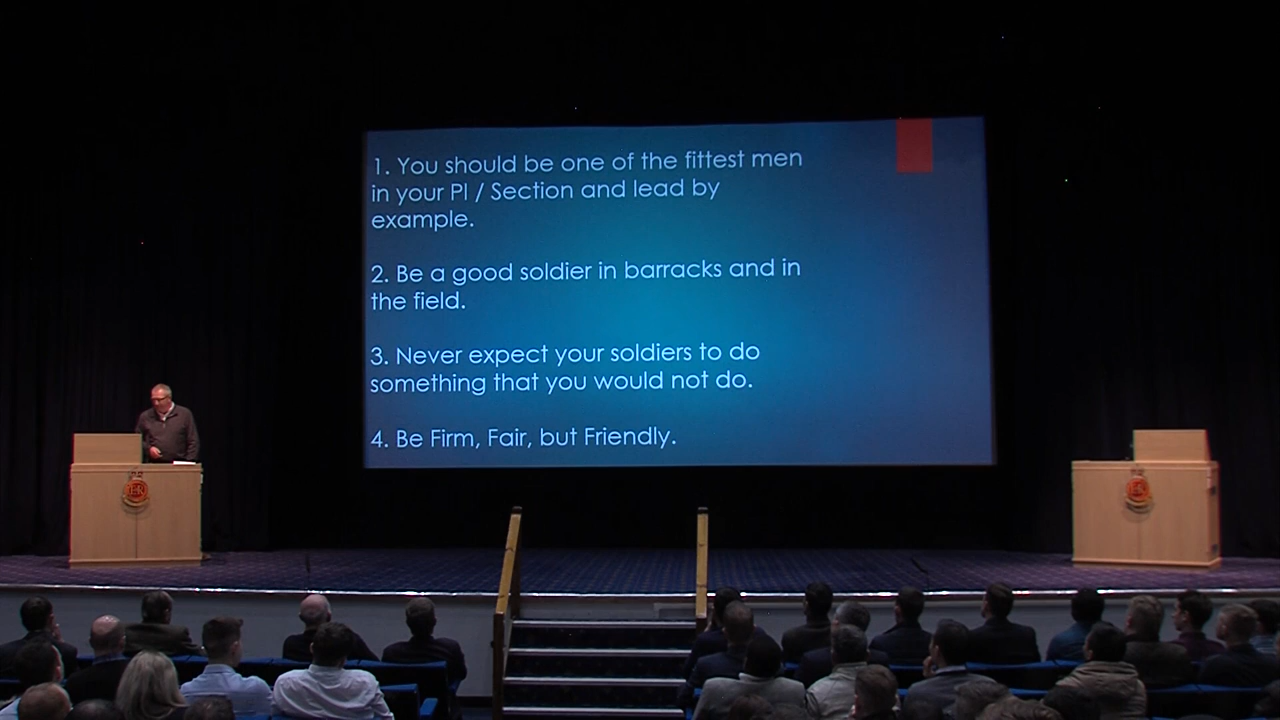 1. You should be one of the fittest men
in your Pl / Section and lead by
example.
2. Be a good soldier in barracks and in
the field.
3. Never expect your soldiers to do
something that you would not do.
4. Be Firm, Fair, but Friendly.